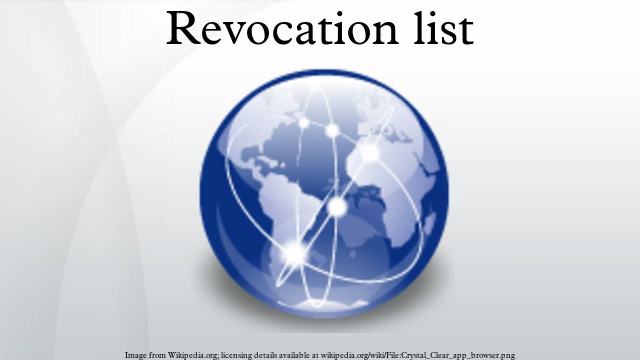 Revocation list
Image from Wikipedia.org; licensing details available at wikipedia.org/wiki/File:Crystal_Clear_app_browser.png